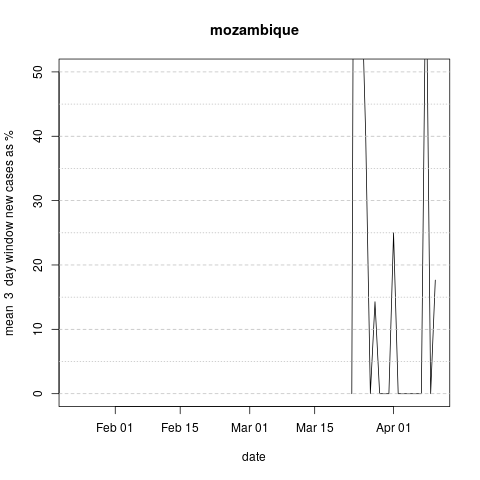 mozambique
mean  3  day window new cases as %
50
40
30
20
10
0
Feb 01
Feb 15
Mar 01
Mar 15
Apr 01
date